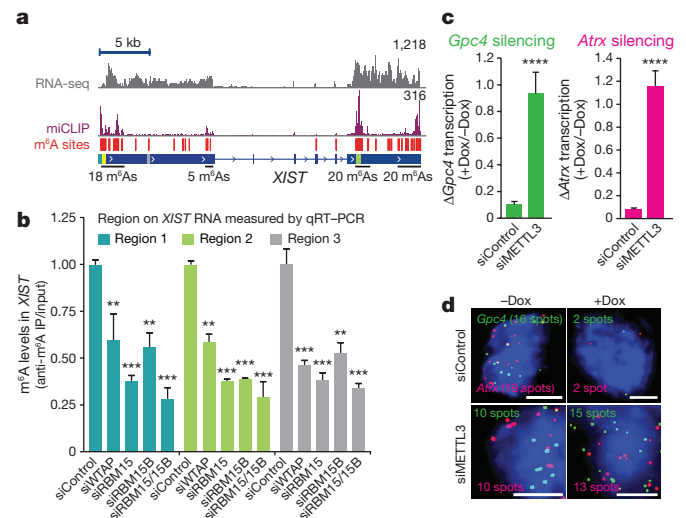 a
5 kb
1,218
RNA-seq
316
miCLIP
m⁶A sites
18 m⁶As
5 m⁶As
XIST
20 m⁶As
20 m⁶As
b
Region on XIST RNA measured by qRT–PCR
Region 1
Region 2
Region 3
m⁶A levels in XIST
(anti-m⁶A IP/input)
1.25
1.00
0.75
0.50
0.25
0
**
***
**
***
**
***
***
***
***
***
**
***
siControl
siWTAP
siRBM15
siRBM15B
siRBM15/15B
siControl
siWTAP
siRBM15
siRBM15B
siRBM15/15B
siControl
siWTAP
siRBM15
siRBM15B
siRBM15/15B
c
Gpc4 silencing
ΔGpc4 transcription
(+Dox/–Dox)
1.2
1.0
0.8
0.6
0.4
0.2
0
****
siControl
siMETTL3
Atrx silencing
ΔAtrx transcription
(+Dox/–Dox)
1.4
1.2
1.0
0.8
0.6
0.4
0.2
0
****
siControl
siMETTL3
d
–Dox
+Dox
siControl
Gpc4 (16 spots)
2 spots
Atrx (19 spots)
2 spot
siMETTL3
10 spots
15 spots
10 spots
13 spots